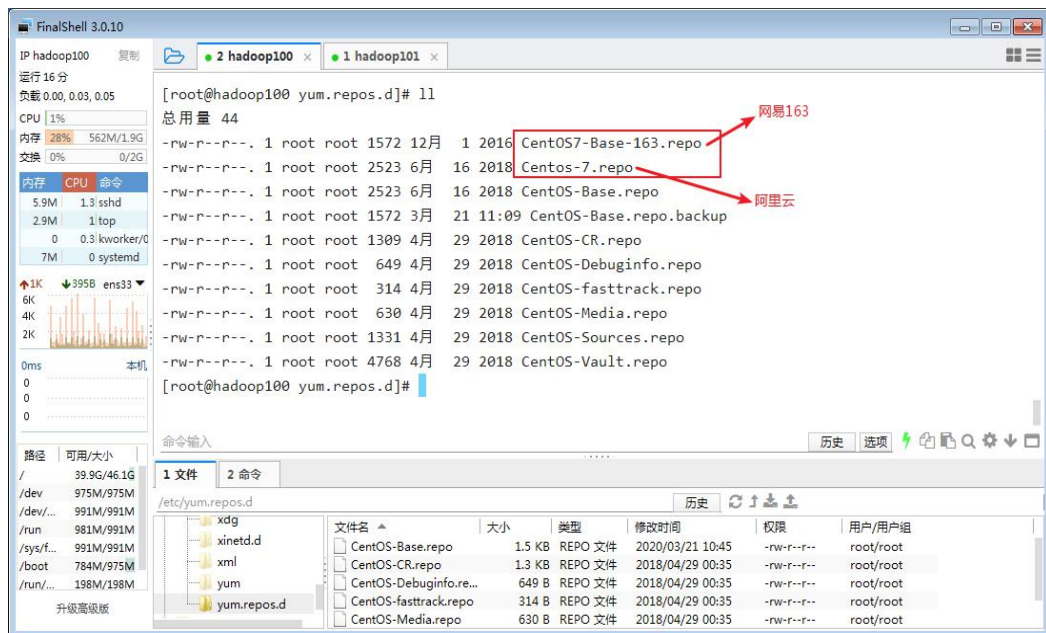 FinalShell 3.0.10
IP hadoop100 复制
运行 16 分
负载 0.00, 0.03, 0.05
CPU 1%
内存 28% 562M/1.9G
交换 0% 0/2G
内存 CPU 命令
5.9M 1.3 sshd
2.9M 1 top
0 0.3 kworker/0
7M 0 systemd
1K 395B ens33
6K
4K
2K
0ms 本机
0
0
0
路径 可用/大小
/ 39.9G/46.1G
/dev 975M/975M
/dev/... 991M/991M
/run 981M/991M
/sys/f... 991M/991M
/boot 784M/975M
/run/... 198M/198M
升级高级版
2 hadoop100 1 hadoop101
[root@hadoop100 yum.repos.d]# ll
总用量 44
-rw-r--r--. 1 root root 1572 12月 1 2016 CentOS7-Base-163.repo
-rw-r--r--. 1 root root 2523 6月 16 2018 Centos-7.repo
-rw-r--r--. 1 root root 2523 6月 16 2018 CentOS-Base.repo
-rw-r--r--. 1 root root 1572 3月 21 11:09 CentOS-Base.repo.backup
-rw-r--r--. 1 root root 1309 4月 29 2018 CentOS-CR.repo
-rw-r--r--. 1 root root 649 4月 29 2018 CentOS-Debuginfo.repo
-rw-r--r--. 1 root root 314 4月 29 2018 CentOS-fasttrack.repo
-rw-r--r--. 1 root root 630 4月 29 2018 CentOS-Media.repo
-rw-r--r--. 1 root root 1331 4月 29 2018 CentOS-Sources.repo
-rw-r--r--. 1 root root 4768 4月 29 2018 CentOS-Vault.repo
[root@hadoop100 yum.repos.d]#
网易163
阿里云
命令输入 历史 选项
1 文件 2 命令
/etc/yum.repos.d 历史
xdg
xinetd.d
xml
yum
yum.repos.d
文件名 大小 类型 修改时间 权限 用户/用户组
CentOS-Base.repo 1.5 KB REPO 文件 2020/03/21 10:45 -rw-r--r-- root/root
CentOS-CR.repo 1.3 KB REPO 文件 2018/04/29 00:35 -rw-r--r-- root/root
CentOS-Debuginfo.re... 649 B REPO 文件 2018/04/29 00:35 -rw-r--r-- root/root
CentOS-fasttrack.repo 314 B REPO 文件 2018/04/29 00:35 -rw-r--r-- root/root
CentOS-Media.repo 630 B REPO 文件 2018/04/29 00:35 -rw-r--r-- root/root